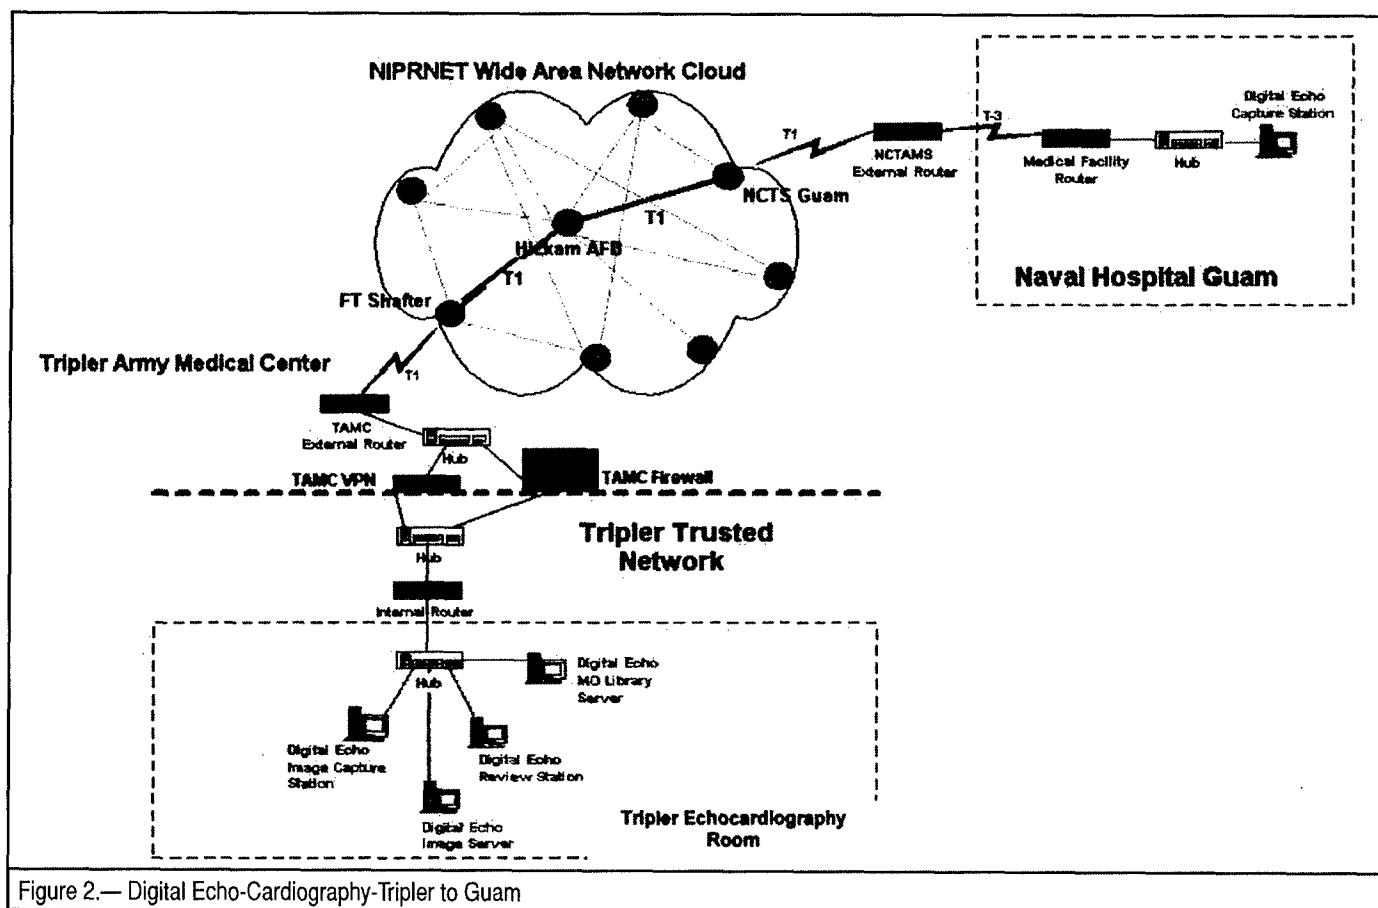 NIPRNET Wide Area Network Cloud
T1
NCTAMS
External Router
T-3
Medical Facility
Router
Hub
Digital Echo
Capture Station
Naval Hospital Guam
NCTS Guam
T1
Hickam AFB
T1
FT Shafter
Tripler Army Medical Center
T1
TAMC
External Router
Hub
TAMC VPN
TAMC Firewall
Tripler Trusted
Network
Hub
Internal Router
Hub
Digital Echo
MO Library
Server
Digital Echo
Image Capture
Station
Digital Echo
Review Station
Digital Echo
Image Server
Tripler Echocardiography
Room
Figure 2.— Digital Echo-Cardiography-Tripler to Guam